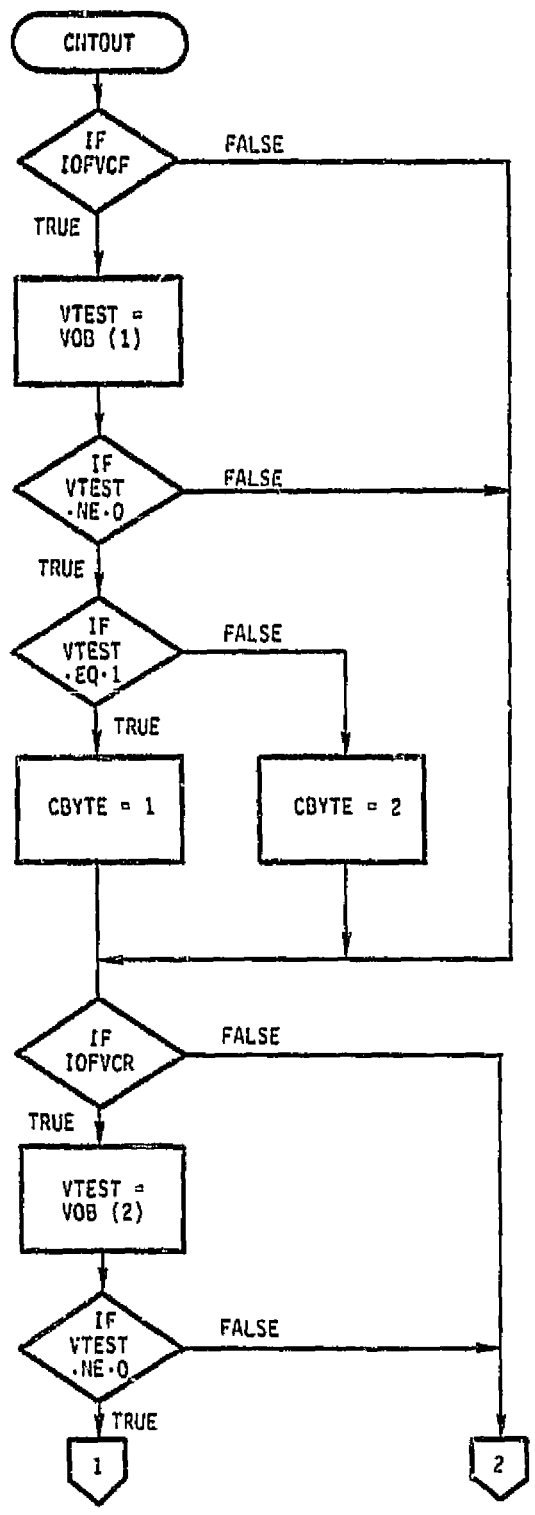 CNTOUT
IF
IOFVCF
FALSE
TRUE
VTEST =
VOB (1)
IF
VTEST
.NE.0
FALSE
TRUE
IF
VTEST
.EQ.1
FALSE
TRUE
CBYTE = 1
CBYTE = 2
IF
IOFVCR
FALSE
TRUE
VTEST =
VOB (2)
IF
VTEST
.NE.0
FALSE
TRUE
1
2